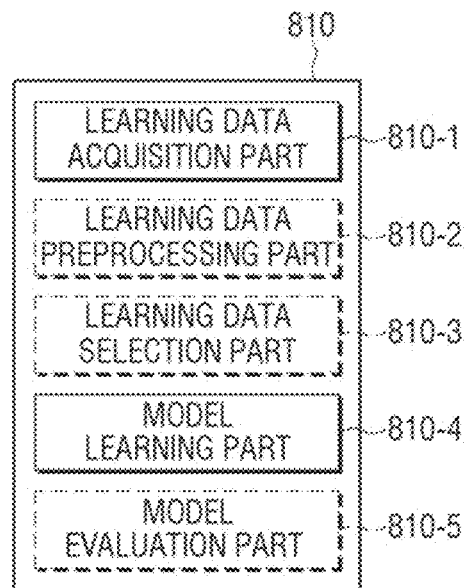 810
LEARNING DATA
ACQUISITION PART
810-1
LEARNING DATA
PREPROCESSING PART
810-2
LEARNING DATA
SELECTION PART
810-3
MODEL
LEARNING PART
810-4
MODEL
EVALUATION PART
810-5